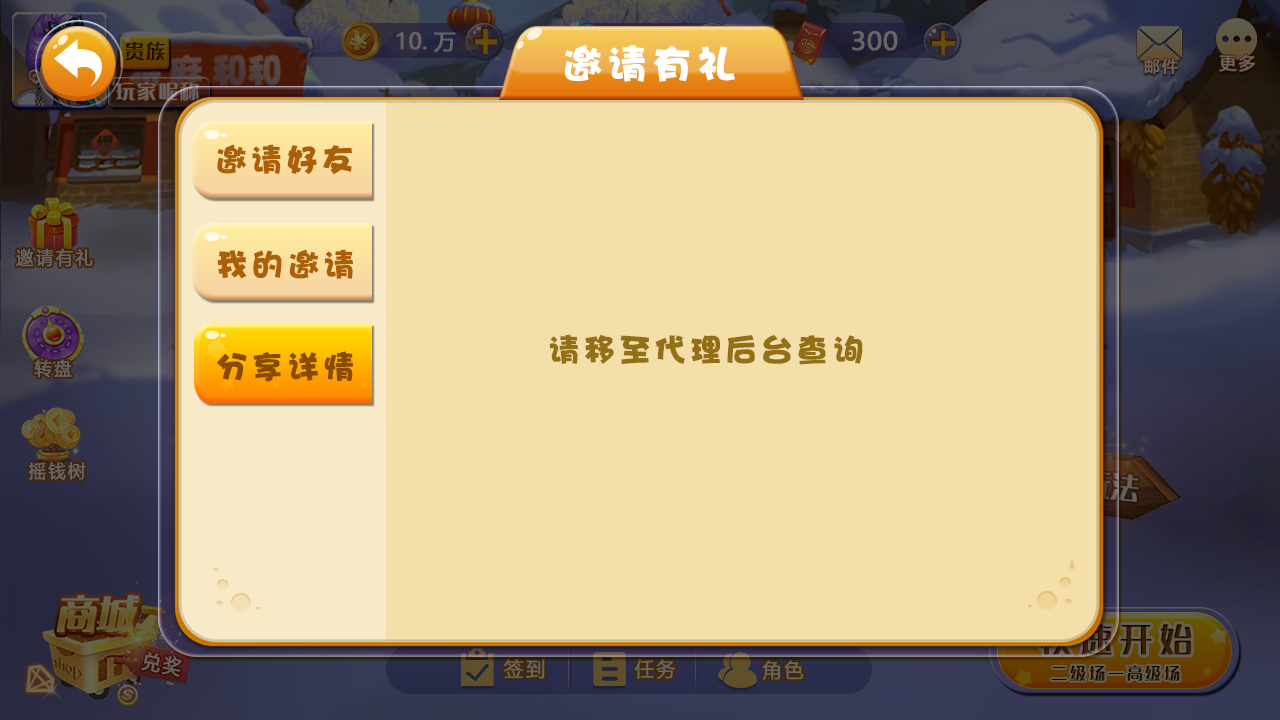 贵族
10.万
邀请有礼
300
邮件
更多
和和
玩家昵称
邀请好友
邀请有礼
我的邀请
请移至代理后台查询
转盘
分享详情
摇钱树
法
商城
shop
兑奖
签到
任务
角色
快速开始
二级场—高级场